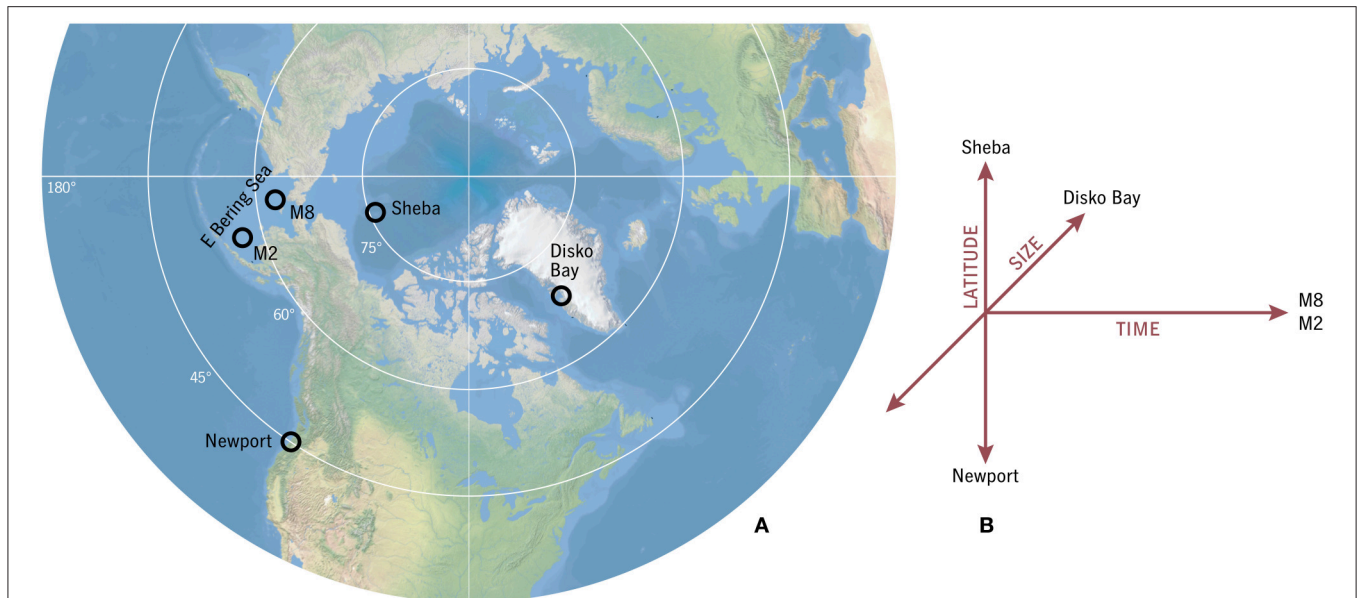 180°
E Bering Sea
M8
M2
Sheba
75°
Disko
Bay
60°
45°
Newport
A
Sheba
Disko Bay
LATITUDE
SIZE
TIME
M8
M2
Newport
B